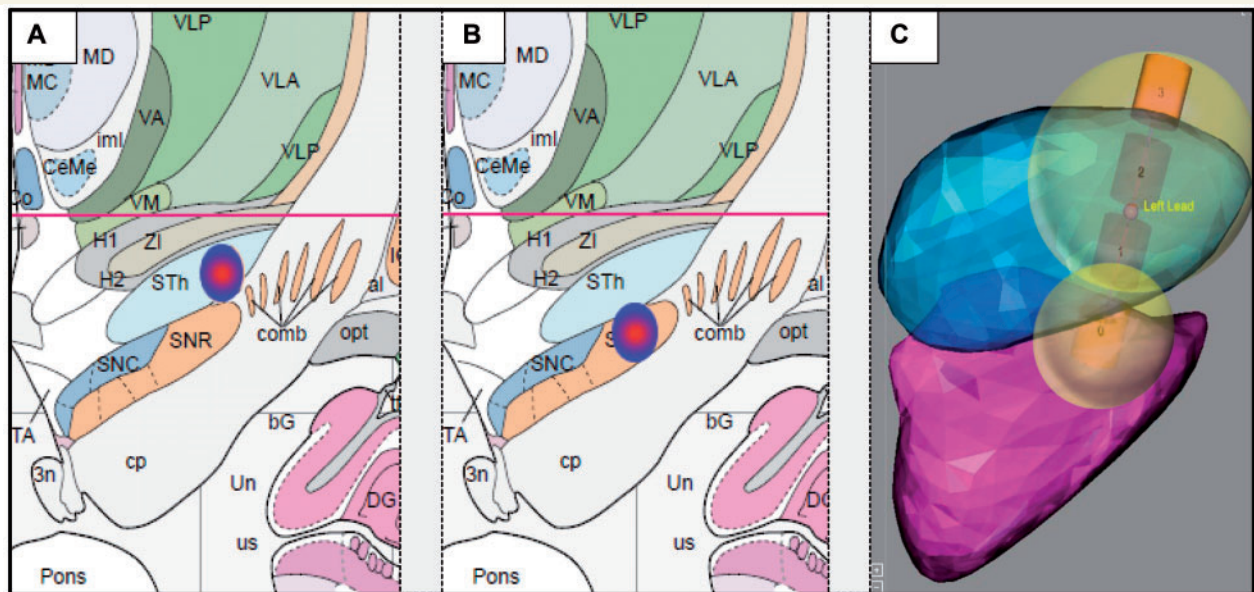 A
VLP
MD
MC
VLA
VA
iml
VLP
CeMe
VM
H1
ZI
H2
STh
al
comb
SNR
opt
SNC
TA
bG
cp
3n
Un
DG
us
Pons
B
VLP
MD
MC
VLA
VA
iml
VLP
CeMe
VM
H1
ZI
H2
STh
al
comb
opt
SNC
TA
bG
cp
3n
Un
DG
us
Pons
C
3
2
Left Lead
1
0